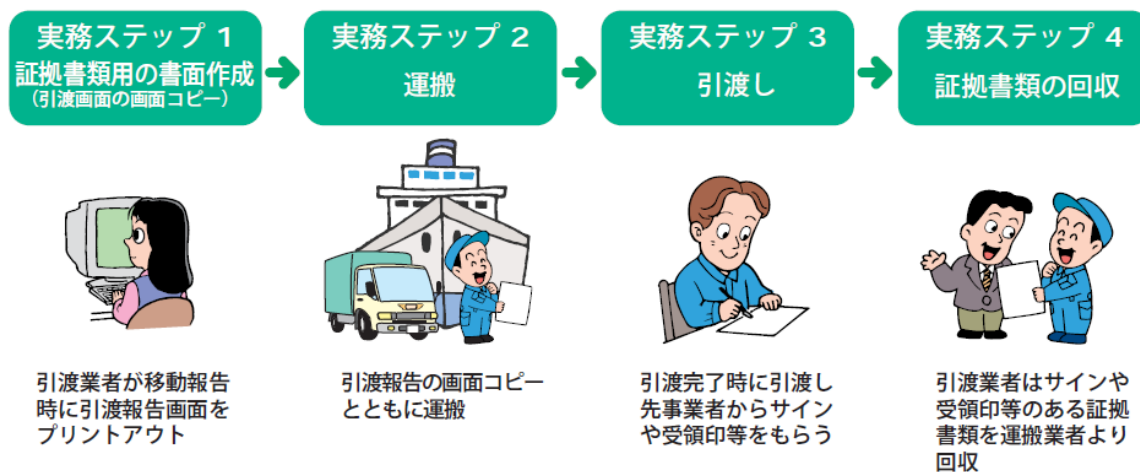 実務ステップ 1
証拠書類用の書面作成
（引渡画面の画面コピー）
実務ステップ 2
運搬
実務ステップ 3
引渡し
実務ステップ 4
証拠書類の回収
引渡業者が移動報告
時に引渡報告画面を
プリントアウト
引渡報告の画面コピー
とともに運搬
引渡完了時に引渡し
先事業者からサイン
や受領印等をもらう
引渡業者はサインや
受領印等のある証拠
書類を運搬業者より
回収